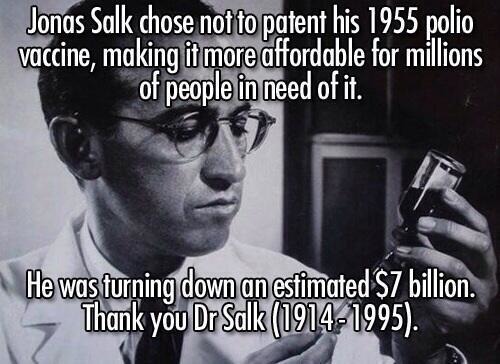 Jonas Salk chose not to patent his 1955 polio
vaccine, making it more affordable for millions
of people in need of it.
He was turning down an estimated $7 billion.
Thank you Dr Salk (1914-1995).